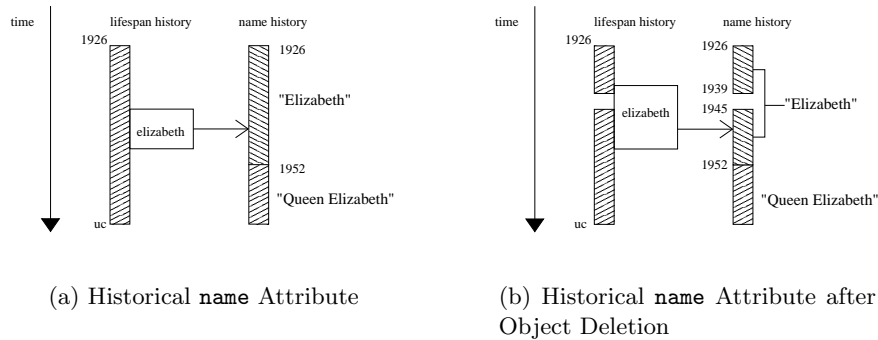 time
lifespan history
name history
1926
1926
"Elizabeth"
elizabeth
1952
"Queen Elizabeth"
uc
(a) Historical name Attribute
time
lifespan history
name history
1926
1926
1939
1945
"Elizabeth"
elizabeth
1952
"Queen Elizabeth"
uc
(b) Historical name Attribute after
Object Deletion